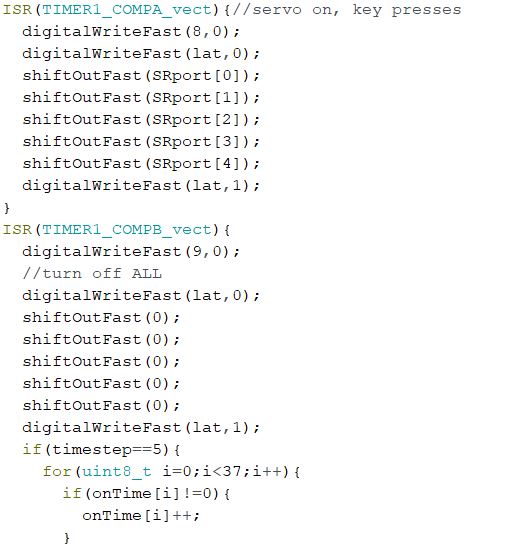 ISR(TIMER1_COMPA_vect){//servo on, key presses
  digitalWriteFast(8,0);
  digitalWriteFast(lat,0);
  shiftOutFast(SRport[0]);
  shiftOutFast(SRport[1]);
  shiftOutFast(SRport[2]);
  shiftOutFast(SRport[3]);
  shiftOutFast(SRport[4]);
  digitalWriteFast(lat,1);
}
ISR(TIMER1_COMPB_vect){
  digitalWriteFast(9,0);
  //turn off ALL
  digitalWriteFast(lat,0);
  shiftOutFast(0);
  shiftOutFast(0);
  shiftOutFast(0);
  shiftOutFast(0);
  shiftOutFast(0);
  digitalWriteFast(lat,1);
  if(timestep==5){
    for(uint8_t i=0;i<37;i++){
      if(onTime[i]!=0){
        onTime[i]++;
      }